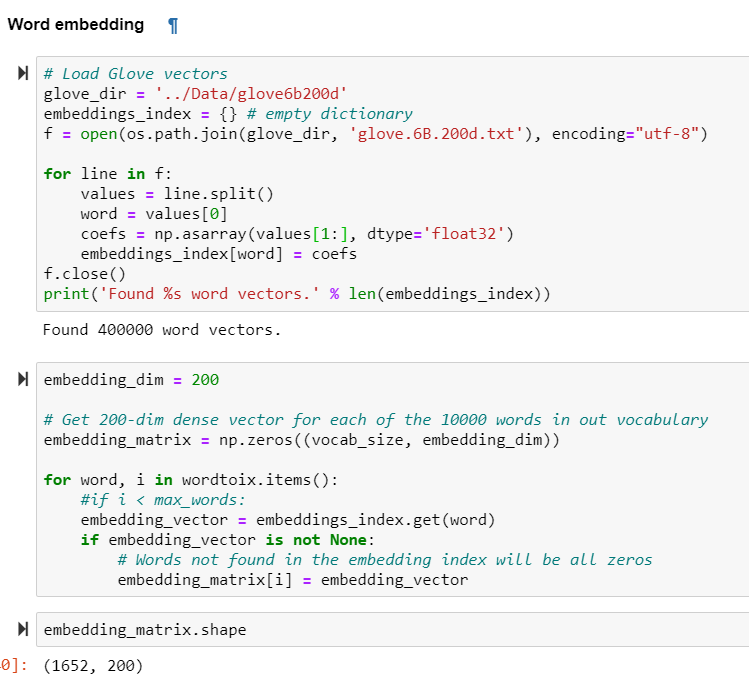 Word embedding ¶
# Load Glove vectors
glove_dir = '../Data/glove6b200d'
embeddings_index = {} # empty dictionary
f = open(os.path.join(glove_dir, 'glove.6B.200d.txt'), encoding="utf-8")
for line in f:
    values = line.split()
    word = values[0]
    coefs = np.asarray(values[1:], dtype='float32')
    embeddings_index[word] = coefs
f.close()
print('Found %s word vectors.' % len(embeddings_index))
Found 400000 word vectors.
embedding_dim = 200
# Get 200-dim dense vector for each of the 10000 words in out vocabulary
embedding_matrix = np.zeros((vocab_size, embedding_dim))
for word, i in wordtoix.items():
    #if i < max_words:
    embedding_vector = embeddings_index.get(word)
    if embedding_vector is not None:
        # Words not found in the embedding index will be all zeros
        embedding_matrix[i] = embedding_vector
embedding_matrix.shape
0]: (1652, 200)